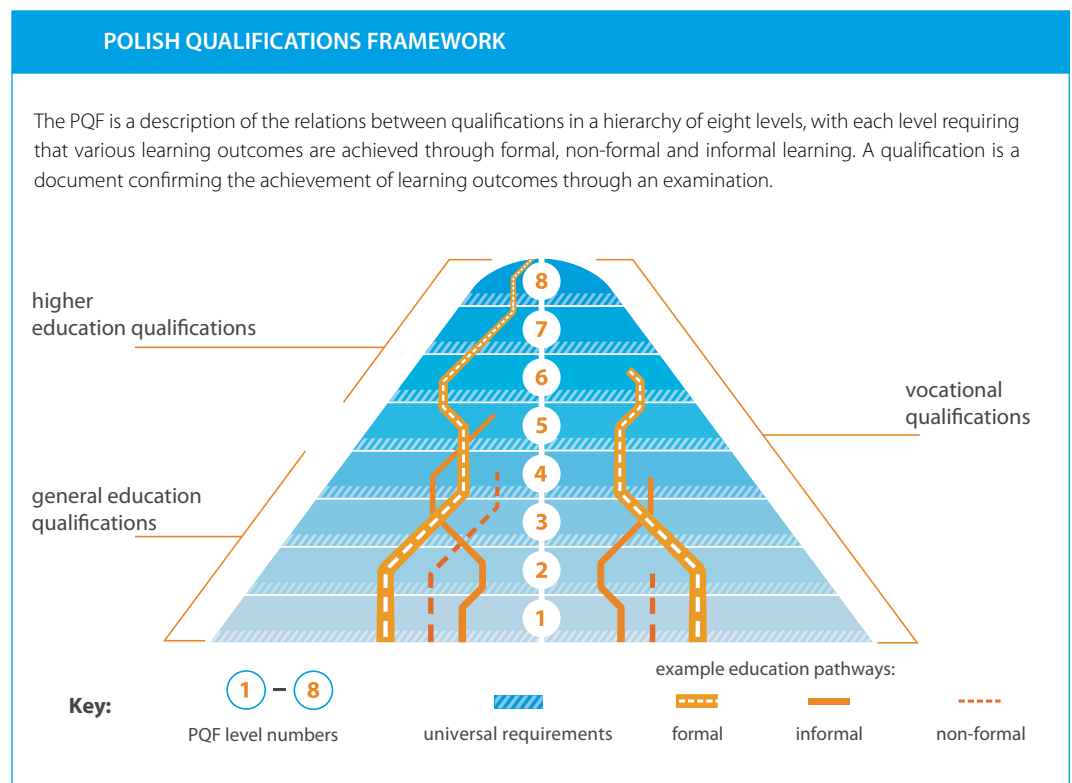 POLISH QUALIFICATIONS FRAMEWORK
The PQF is a description of the relations between qualifications in a hierarchy of eight levels, with each level requiring
that various learning outcomes are achieved through formal, non-formal and informal learning. A qualification is a
document confirming the achievement of learning outcomes through an examination.
higher
education qualifications
general education
qualifications
8
7
6
5
4
3
2
1
vocational
qualifications
Key:
1 – 8
PQF level numbers
universal requirements
example education pathways:
formal
informal
non-formal